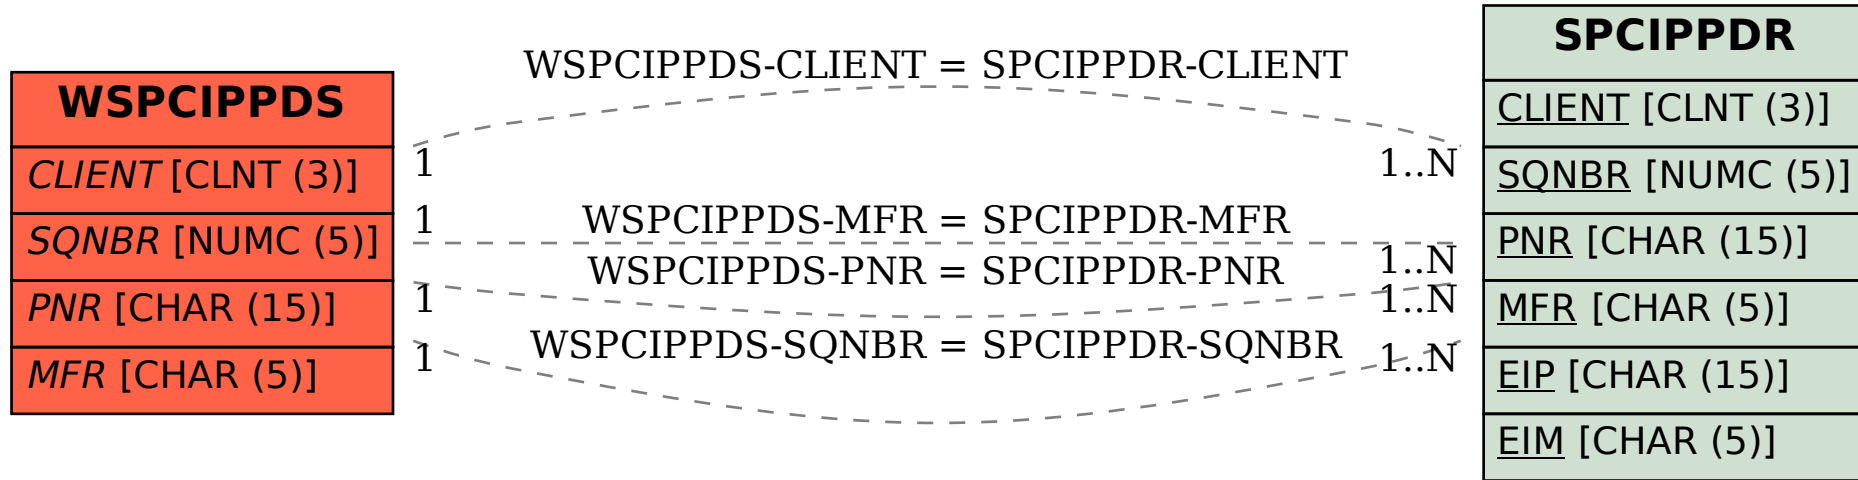 WSPCIPPDS
CLIENT [CLNT (3)]
SQNBR [NUMC (5)]
PNR [CHAR (15)]
MFR [CHAR (5)]
WSPCIPPDS-CLIENT = SPCIPPDR-CLIENT
1
1..N
WSPCIPPDS-MFR = SPCIPPDR-MFR
1
1..N
WSPCIPPDS-PNR = SPCIPPDR-PNR
1
1..N
WSPCIPPDS-SQNBR = SPCIPPDR-SQNBR
1
1..N
SPCIPPDR
CLIENT [CLNT (3)]
SQNBR [NUMC (5)]
PNR [CHAR (15)]
MFR [CHAR (5)]
EIP [CHAR (15)]
EIM [CHAR (5)]